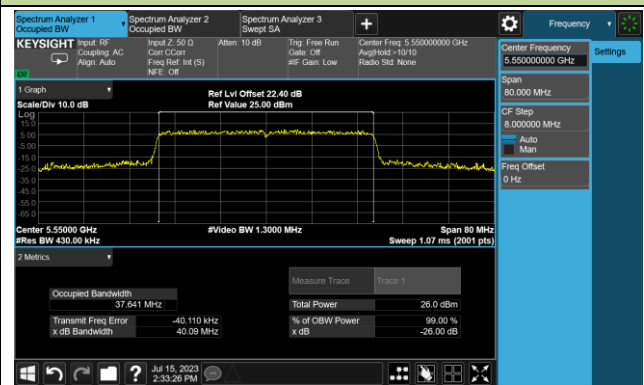 Spectrum Analyzer 1
Occupied BW
Spectrum Analyzer 2
Occupied BW
Spectrum Analyzer 3
Swept SA
+
Frequency
KEYSIGHT
Input: RF
Coupling: AC
Align: Auto
Input Z: 50 Ω
Corr CCorr
Freq Ref: Int (S)
NFE: Off
Atten: 10 dB
Trig: Free Run
Gate: Off
#IF Gain: Low
Center Freq: 5.550000000 GHz
Avg|Hold:>10/10
Radio Std: None
Center Frequency
5.550000000 GHz
Settings
Span
80.000 MHz
CF Step
8.000000 MHz
Auto
Man
Freq Offset
0 Hz
1 Graph
Scale/Div 10.0 dB
Ref Lvl Offset 22.40 dB
Ref Value 25.00 dBm
Log
15.0
5.00
-5.00
-15.0
-25.0
-35.0
-45.0
-55.0
-65.0
Center 5.55000 GHz
#Res BW 430.00 kHz
#Video BW 1.3000 MHz
Span 80 MHz
Sweep 1.07 ms (2001 pts)
2 Metrics
Measure Trace
Trace 1
Occupied Bandwidth
37.641 MHz
Total Power
26.0 dBm
Transmit Freq Error
-40.110 kHz
% of OBW Power
99.00 %
x dB Bandwidth
40.09 MHz
x dB
-26.00 dB
?
Jul 15, 2023
2:33:26 PM